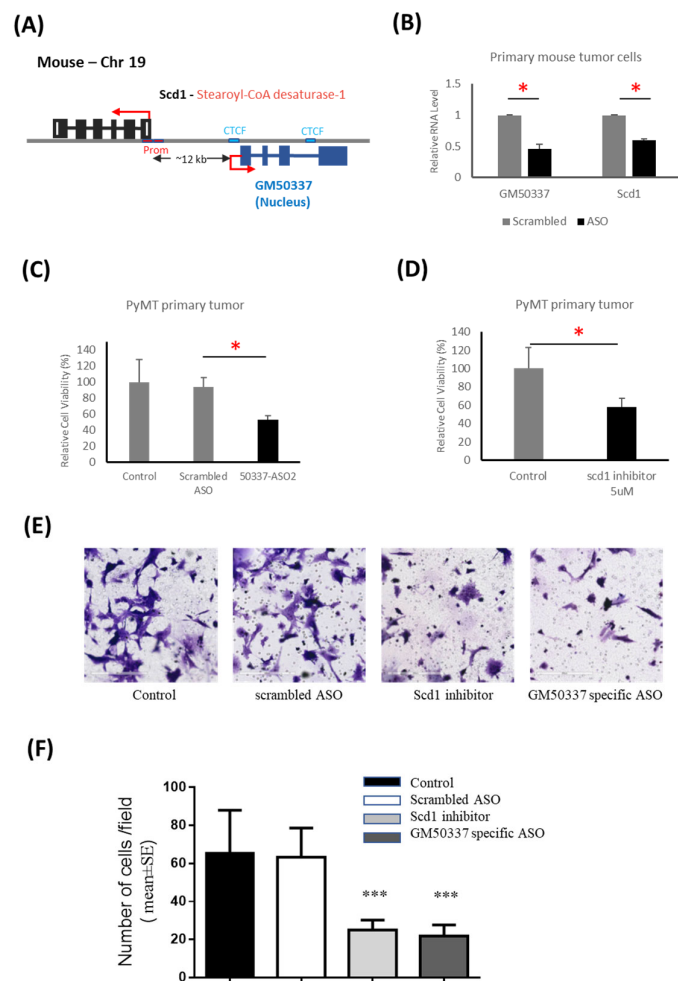 (A)
Mouse – Chr 19
Scd1 - Stearoyl-CoA desaturase-1
CTCF
CTCF
Prom
~12 kb
GM50337
(Nucleus)
(B)
Primary mouse tumor cells
Relative RNA Level
1.5
1
0.5
0
*
*
GM50337
Scd1
Scrambled
ASO
(C)
PyMT primary tumor
Relative Cell Viability (%)
140
120
100
80
60
40
20
0
*
Control
Scrambled
ASO
50337-ASO2
(D)
PyMT primary tumor
Relative Cell Viability (%)
140
120
100
80
60
40
20
0
*
Control
scd1 inhibitor
5uM
(E)
Control
scrambled ASO
Scd1 inhibitor
GM50337 specific ASO
(F)
Number of cells /field
( mean±SE)
100
80
60
40
20
Control
Scrambled ASO
Scd1 inhibitor
GM50337 specific ASO
***
***